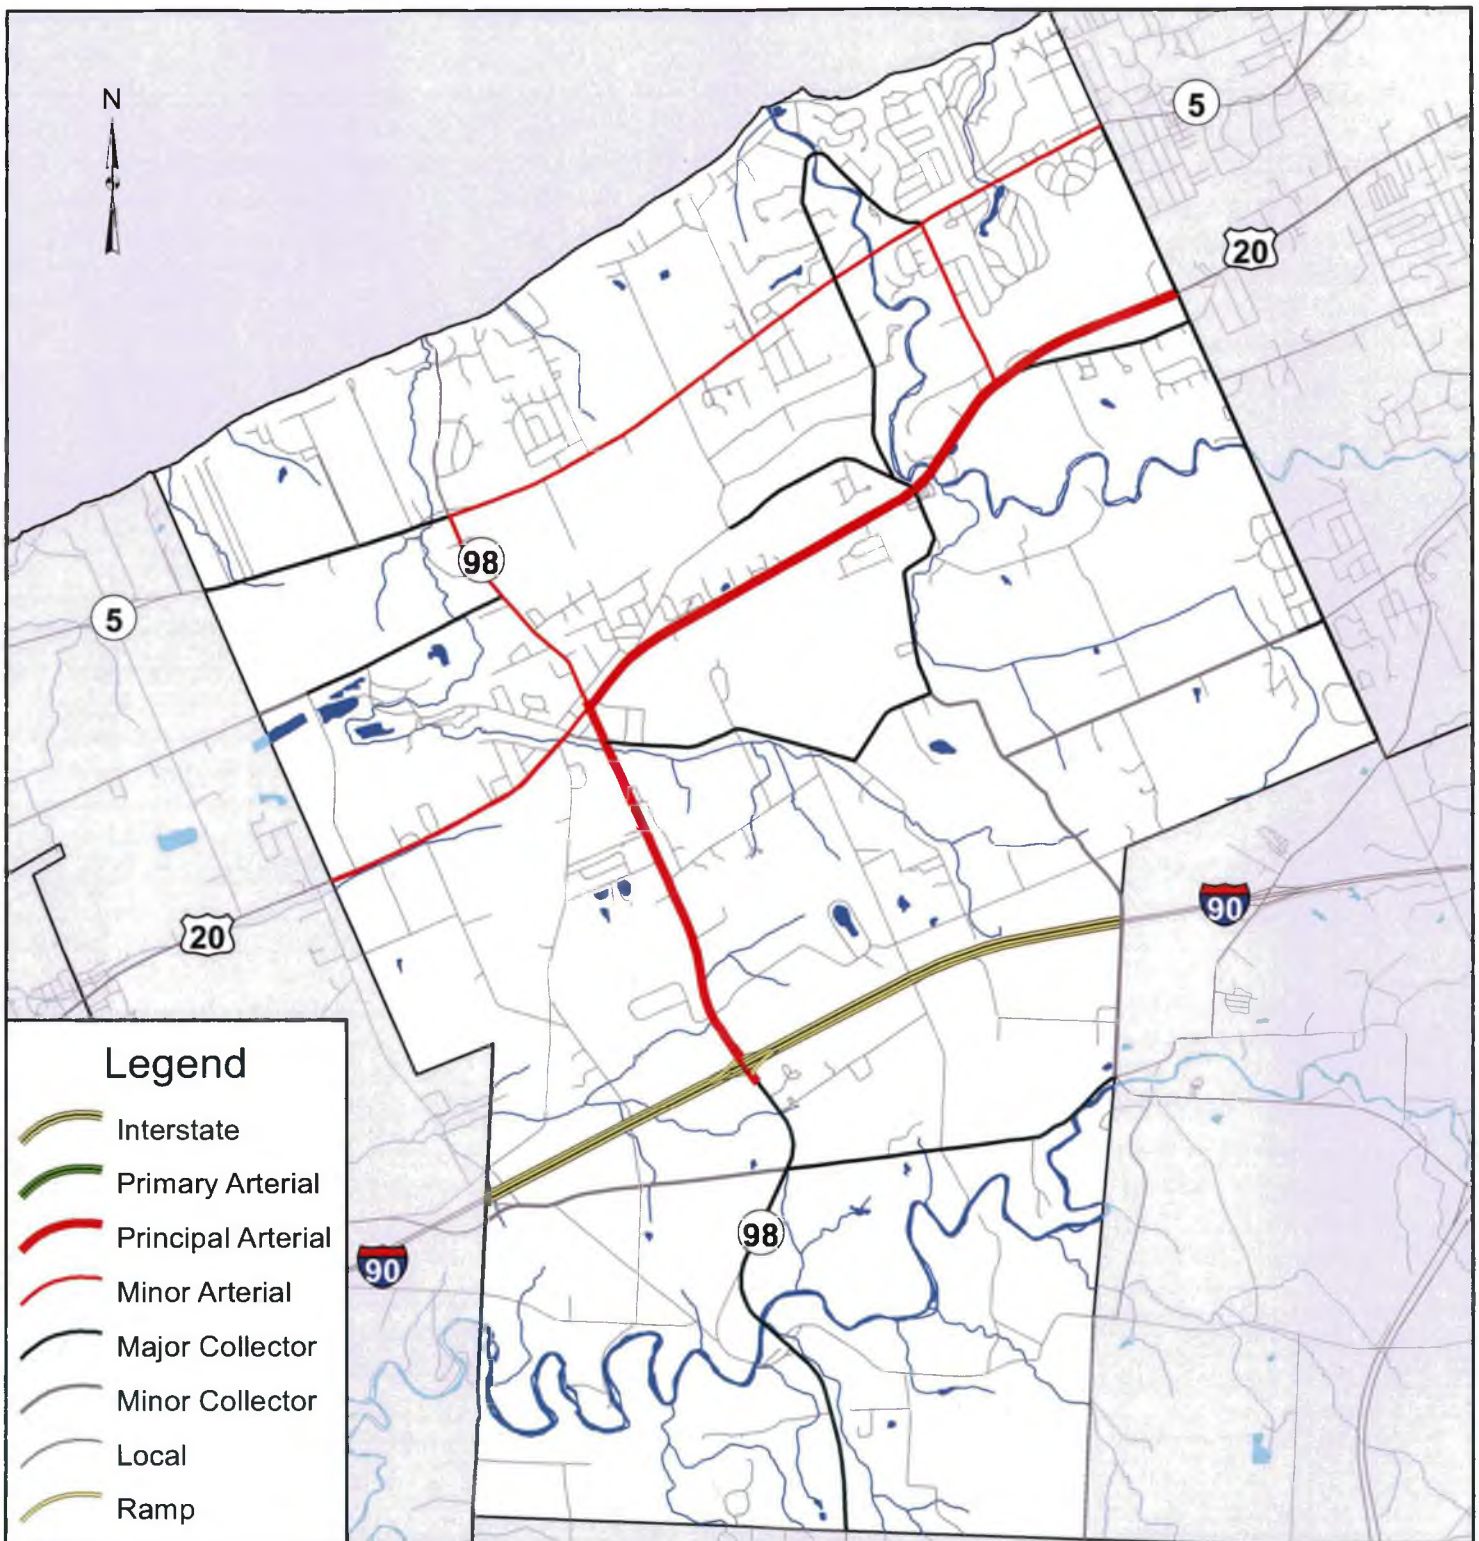 N
5
20
98
5
90
20
98
90
Legend
Interstate
Primary Arterial
Principal Arterial
Minor Arterial
Major Collector
Minor Collector
Local
Ramp